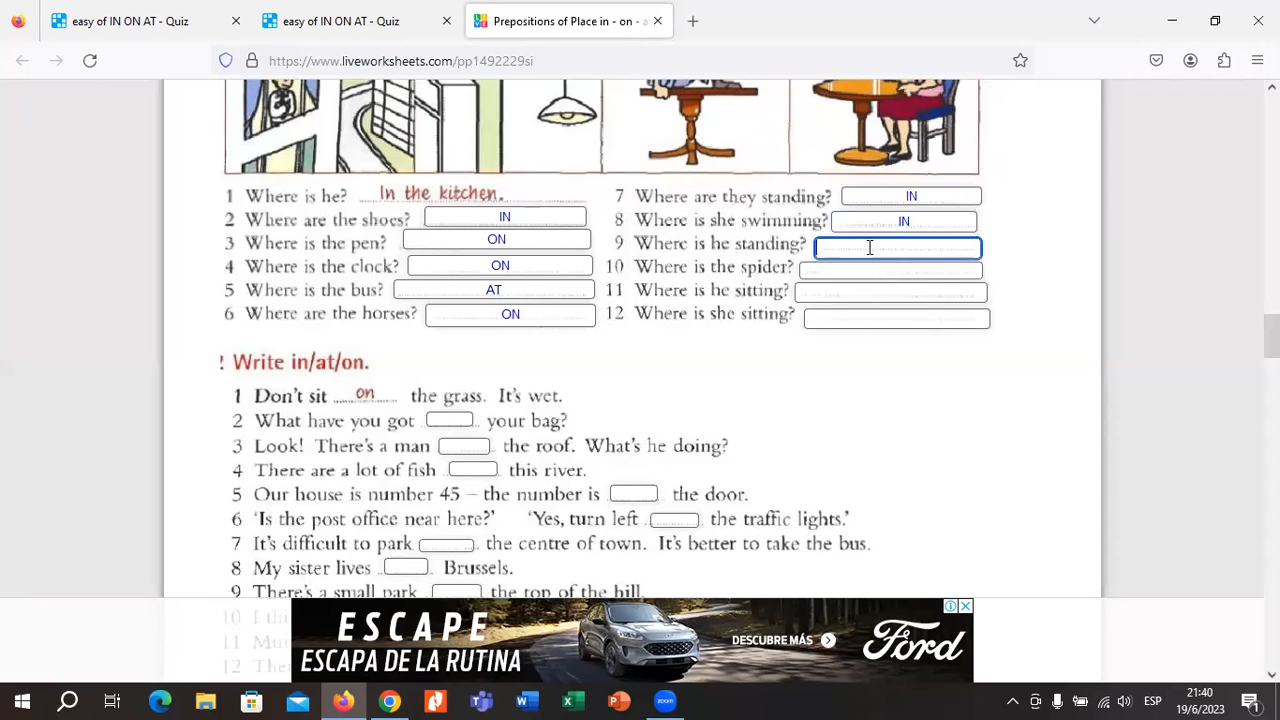 easy of IN ON AT - Quiz
easy of IN ON AT - Quiz
Prepositions of Place in - on -
https://www.liveworksheets.com/pp1492229si
1 Where is he? In the kitchen.
2 Where are the shoes? IN
3 Where is the pen? ON
4 Where is the clock? ON
5 Where is the bus? AT
6 Where are the horses? ON
7 Where are they standing? IN
8 Where is she swimming? IN
9 Where is he standing?
10 Where is the spider?
11 Where is he sitting?
12 Where is she sitting?
! Write in/at/on.
1 Don't sit on the grass. It's wet.
2 What have you got your bag?
3 Look! There's a man the roof. What's he doing?
4 There are a lot of fish this river.
5 Our house is number 45 – the number is the door.
6 'Is the post office near here?' 'Yes, turn left the traffic lights.'
7 It's difficult to park the centre of town. It's better to take the bus.
8 My sister lives Brussels.
9 There's a small park the top of the hill.
10 I
11
12
ESCAPE
ESCAPA DE LA RUTINA
DESCUBRE MÁS
Ford
zoom
ESP
21:40
19/6/2023
1